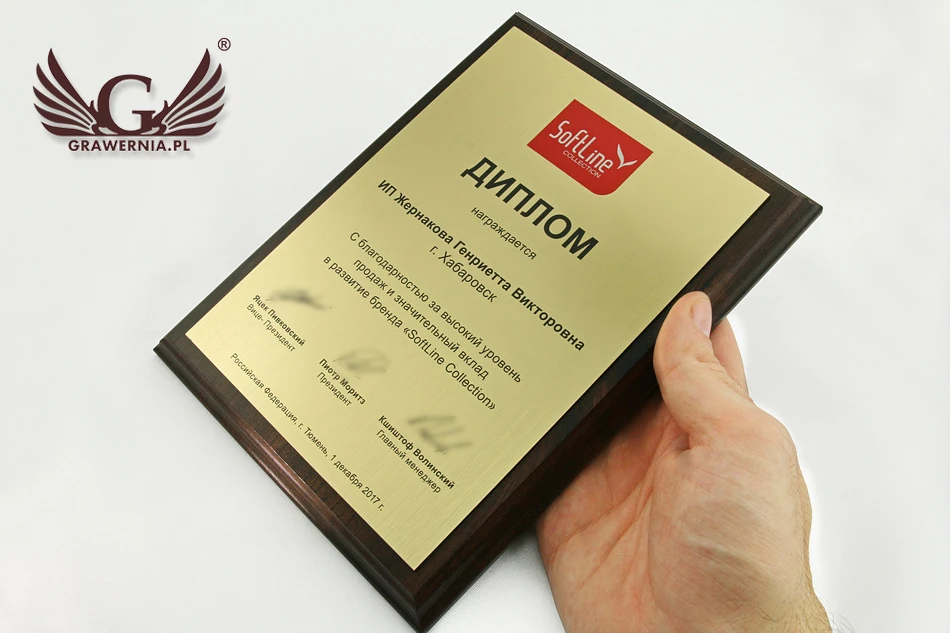 G
®
GRAWERNIA.PL
SoftLine
COLLECTION
ДИПЛОМ
награждается
ИП Жернакова Генриетта Викторовна
г. Хабаровск
С благодарностью за высокий уровень
продаж и значительный вклад
в развитие бренда «SoftLine Collection»
Яцек Пивковский
Вице- Президент
Пиотр Моритз
Президент
Кшиштоф Волинский
Главный менеджер
Российская Федерация, г. Тюмень, 1 декабря 2017 г.